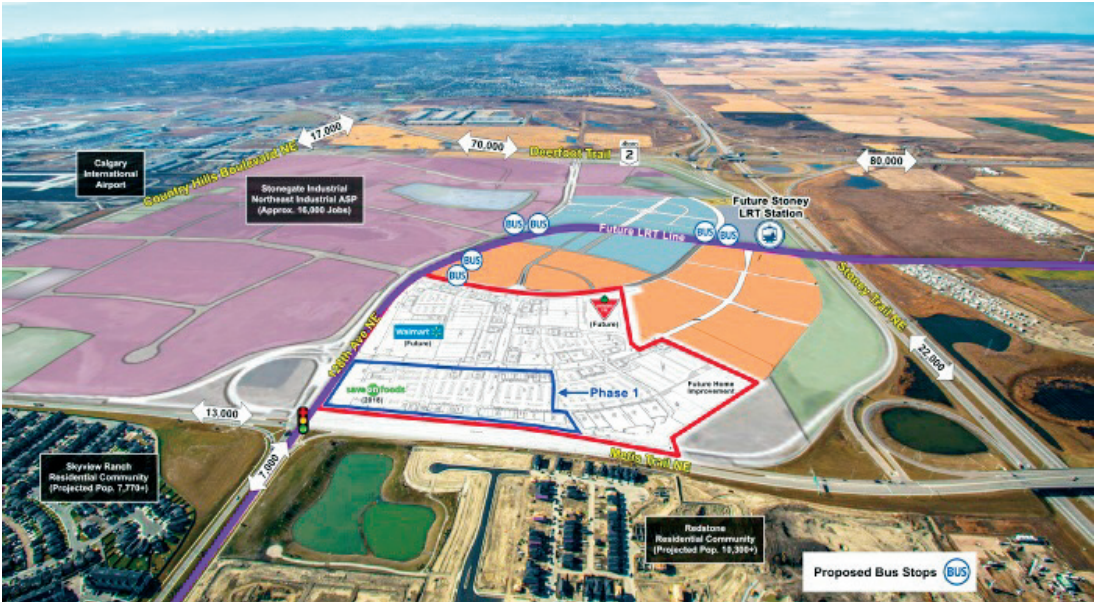 17,000
70,000
Deerfoot Trail
2
80,000
Country Hills Boulevard NE
Calgary
International
Airport
Stonegate Industrial
Northeast Industrial ASP
(Approx. 16,000 Jobs)
Future Stoney
LRT Station
BUS
BUS
Future LRT Line
BUS
BUS
BUS
BUS
Stoney Trail NE
128th Ave NE
Walmart
(Future)
(Future)
22,000
save on foods
(2016)
Phase 1
Future Home
Improvement
13,000
Metis Trail NE
7,000
Skyview Ranch
Residential Community
(Projected Pop. 7,770+)
Redstone
Residential Community
(Projected Pop. 10,300+)
Proposed Bus Stops BUS